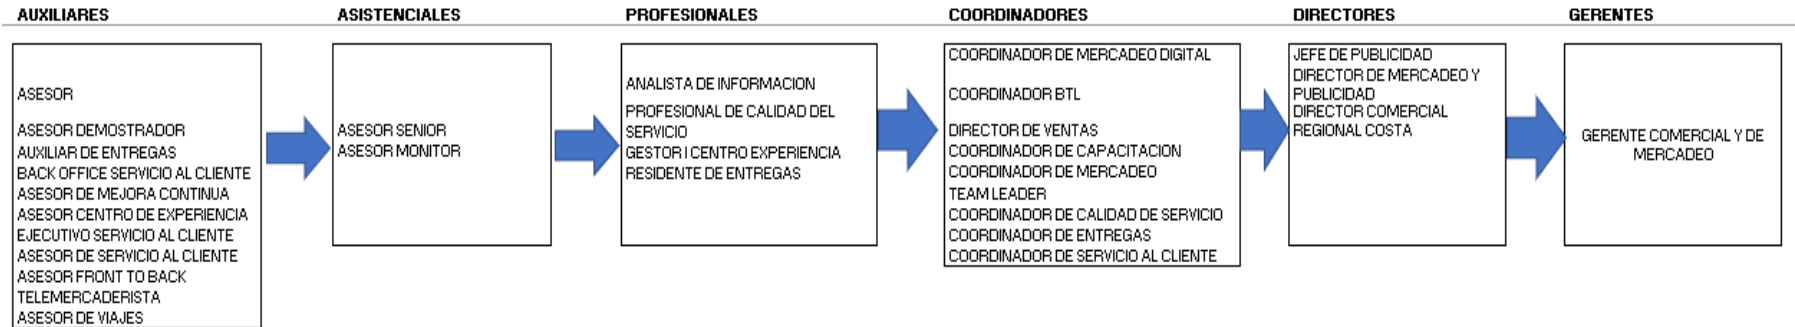 AUXILIARES
ASESOR
ASESOR DEMOSTRADOR
AUXILIAR DE ENTREGAS
BACK OFFICE SERVICIO AL CLIENTE
ASESOR DE MEJORA CONTINUA
ASESOR CENTRO DE EXPERIENCIA
EJECUTIVO SERVICIO AL CLIENTE
ASESOR DE SERVICIO AL CLIENTE
ASESOR FRONT TO BACK
TELEMERCADERISTA
ASESOR DE VIAJES
ASISTENCIALES
ASESOR SENIOR
ASESOR MONITOR
PROFESIONALES
ANALISTA DE INFORMACION
PROFESIONAL DE CALIDAD DEL
SERVICIO
GESTOR I CENTRO EXPERIENCIA
RESIDENTE DE ENTREGAS
COORDINADORES
COORDINADOR DE MERCADEO DIGITAL
COORDINADOR BTL
DIRECTOR DE VENTAS
COORDINADOR DE CAPACITACION
COORDINADOR DE MERCADEO
TEAM LEADER
COORDINADOR DE CALIDAD DE SERVICIO
COORDINADOR DE ENTREGAS
COORDINADOR DE SERVICIO AL CLIENTE
DIRECTORES
JEFE DE PUBLICIDAD
DIRECTOR DE MERCADEO Y
PUBLICIDAD
DIRECTOR COMERCIAL
REGIONAL COSTA
GERENTES
GERENTE COMERCIAL Y DE
MERCADEO